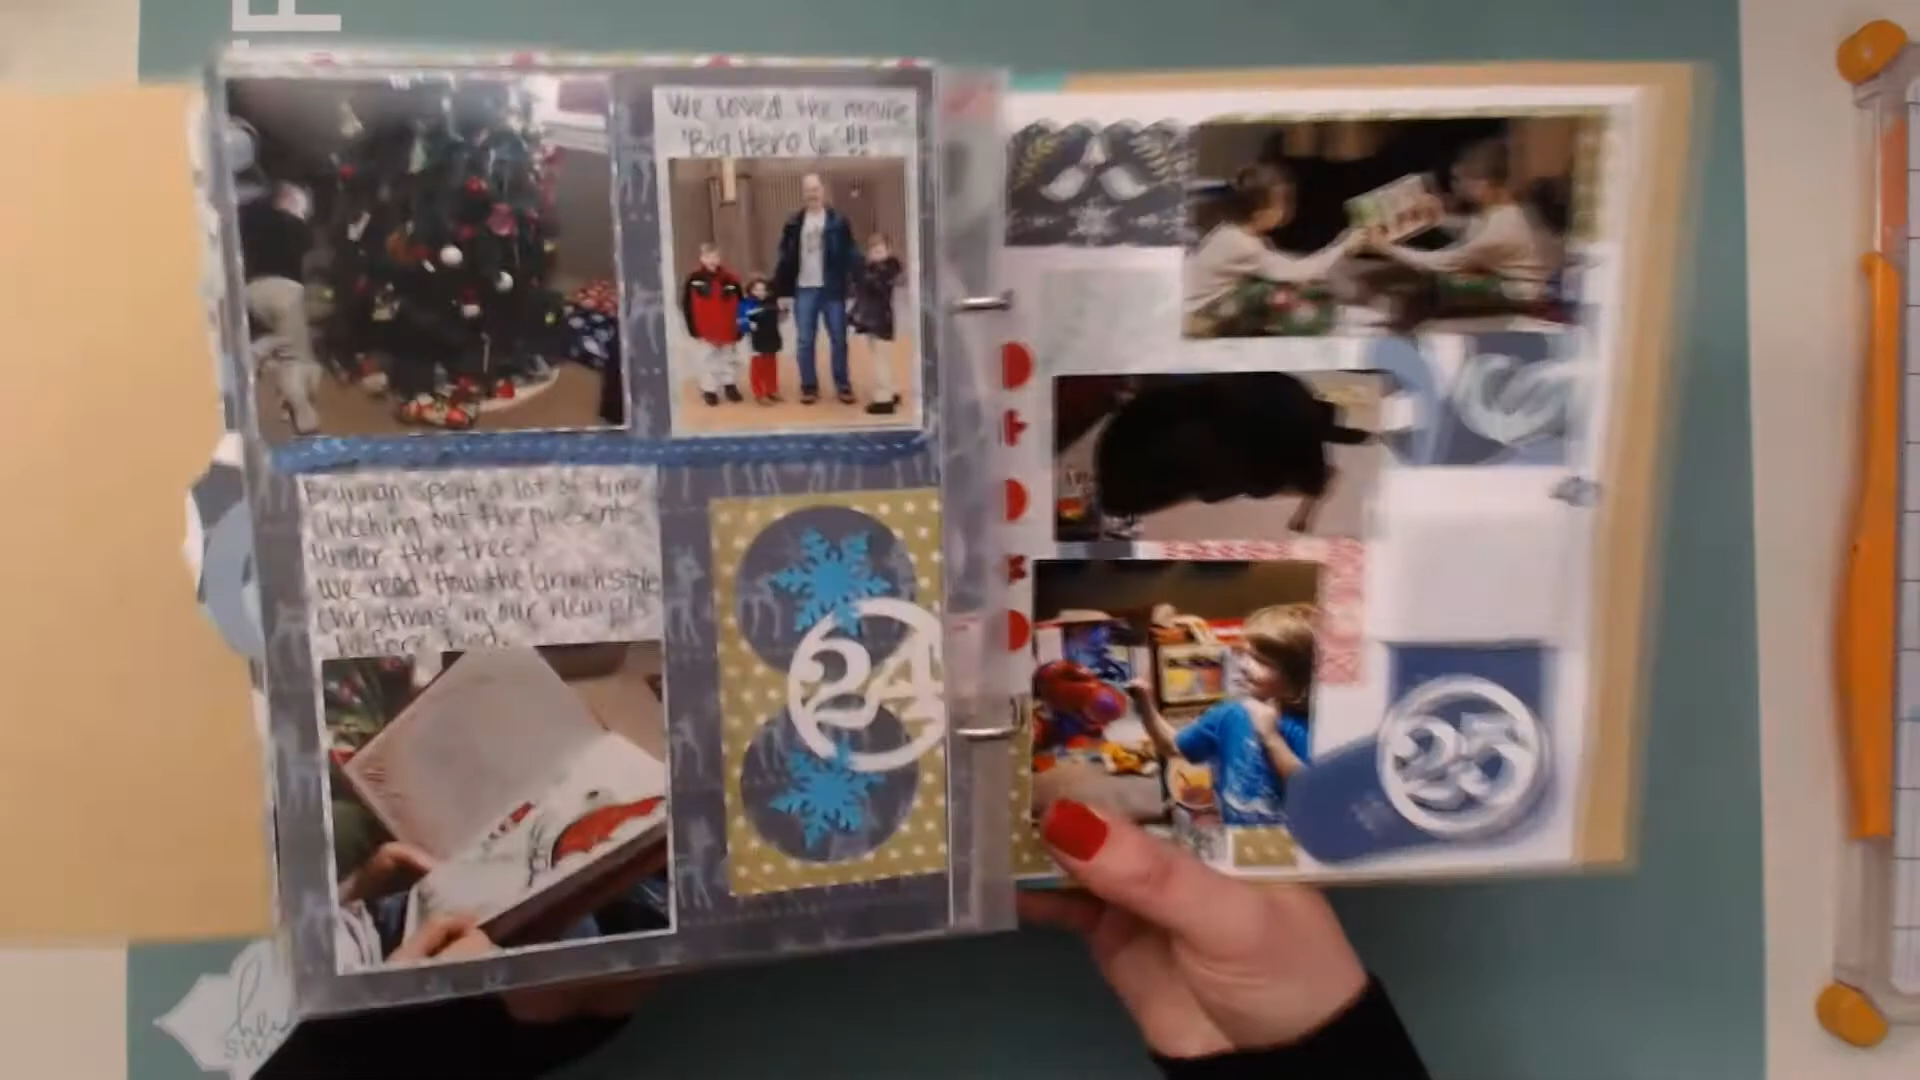 We loved the movie
"Big Hero 6"!!!
Brynnan spent a lot of time
checking out the presents
under the tree.
We read "How the Grinch Stole
Christmas" in our new pjs
before bed.
24
25